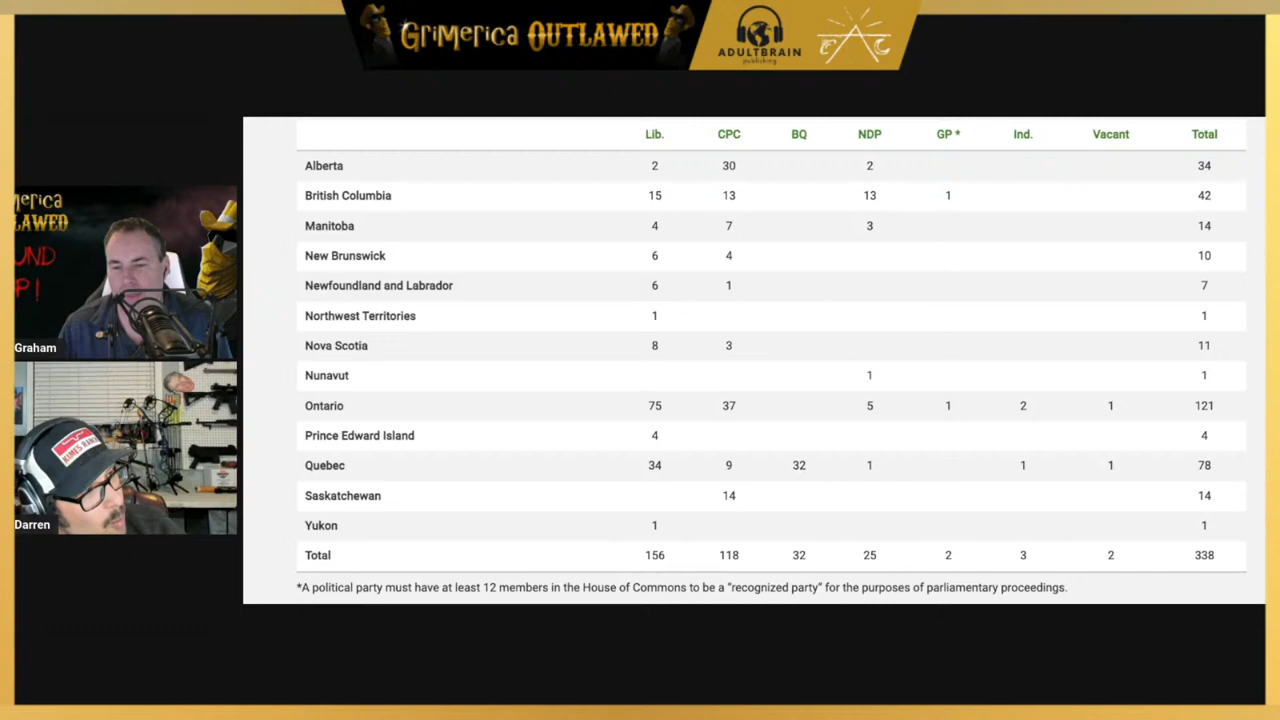 Grimerica OUTLAWED
ADULTBRAIN
publishing
Lib. CPC BQ NDP GP * Ind. Vacant Total
Alberta 2 30 2 34
British Columbia 15 13 13 1 42
Manitoba 4 7 3 14
New Brunswick 6 4 10
Newfoundland and Labrador 6 1 7
Northwest Territories 1 1
Nova Scotia 8 3 11
Nunavut 1 1
Ontario 75 37 5 1 2 1 121
Prince Edward Island 4 4
Quebec 34 9 32 1 1 1 78
Saskatchewan 14 14
Yukon 1 1
Total 156 118 32 25 2 3 2 338
*A political party must have at least 12 members in the House of Commons to be a "recognized party" for the purposes of parliamentary proceedings.
merica
LAWED
UND
P!
Graham
KIMES RANCH
Darren